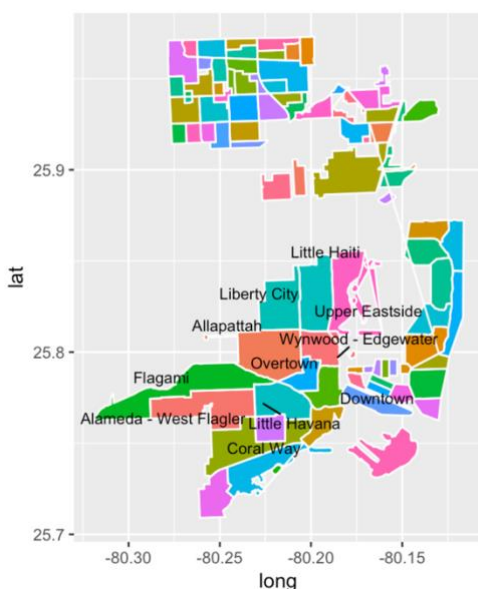 lat
25.9
25.8
25.7
Little Haiti
Liberty City
Upper Eastside
Allapattah
Wynwood - Edgewater
Overtown
Flagami
Downtown
Alameda - West Flagler
Little Havana
Coral Way
-80.30
-80.25
-80.20
-80.15
long